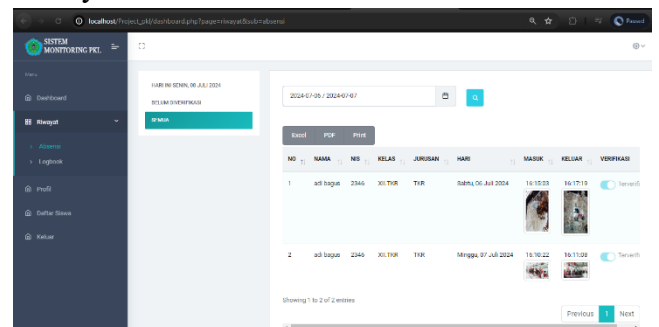 localhost/Project_pkl/dashboard.php?page=riwayat&sub=absensi
Paused
SISTEM
MONITORING PKL
Menu
Dashboard
Riwayat
Absensi
Logbook
Profil
Daftar Siswa
Keluar
HARI INI SENIN, 08 JULI 2024
BELUM DIVERIFIKASI
SEMUA
2024-07-05 / 2024-07-07
Excel PDF Print
NO NAMA NIS KELAS JURUSAN HARI MASUK KELUAR VERIFIKASI
1 adi bagus 2346 XII.TKR TKR Sabtu, 06 Juli 2024 16:15:03 16:17:19 Terverifi
2 adi bagus 2346 XII.TKR TKR Minggu, 07 Juli 2024 16:10:22 16:11:08 Terverifi
Showing 1 to 2 of 2 entries
Previous 1 Next